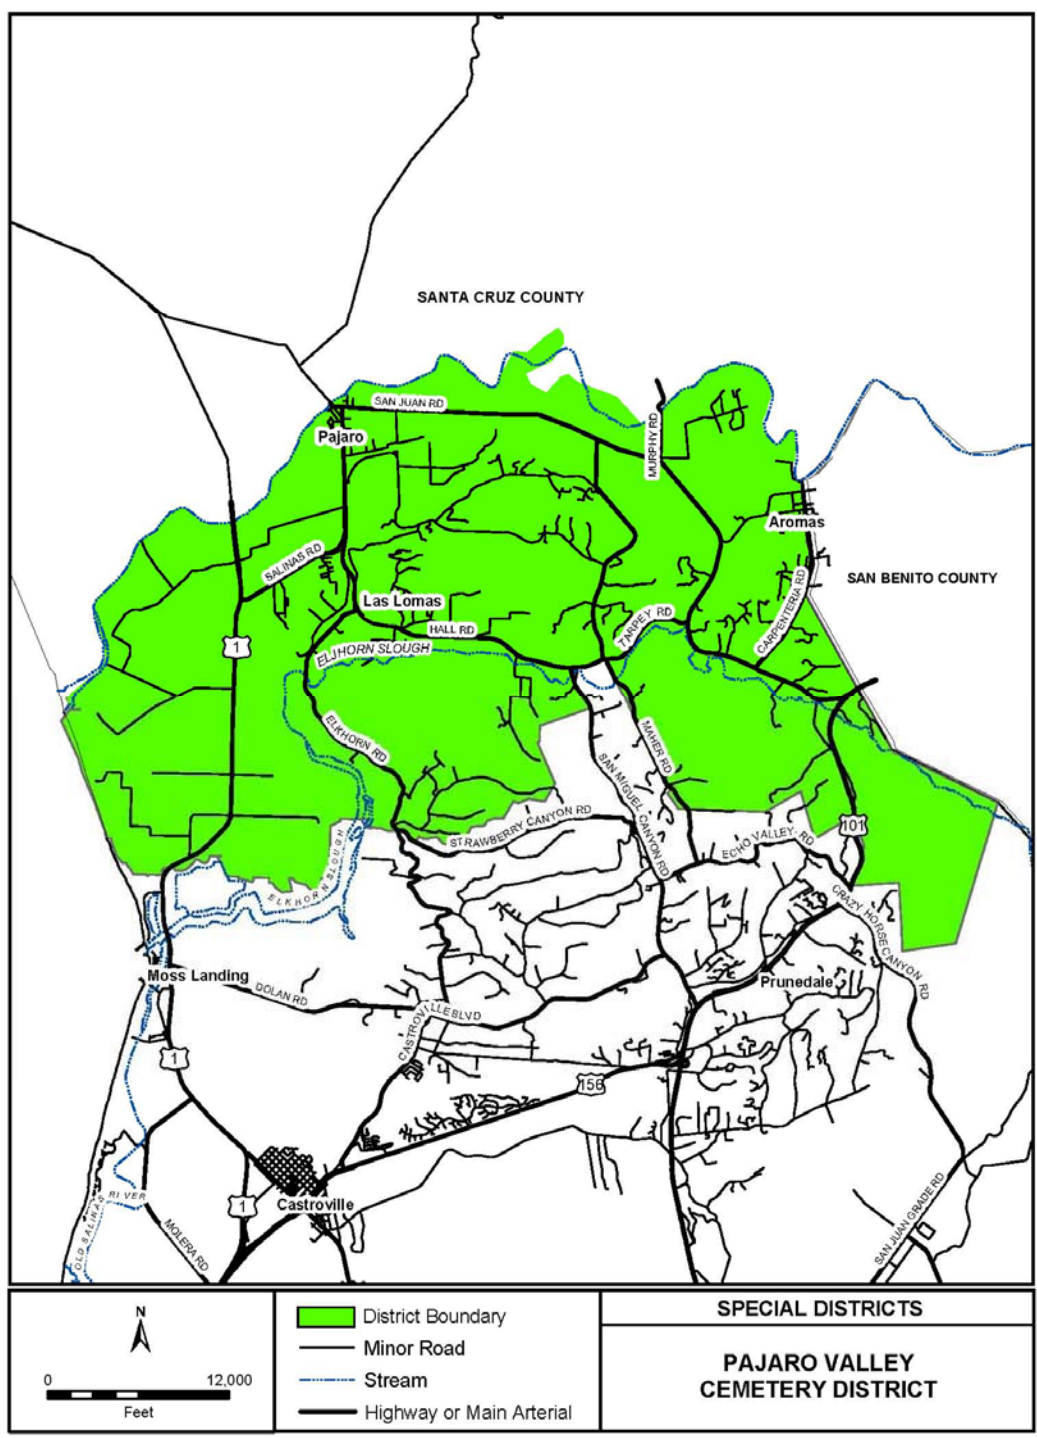 SANTA CRUZ COUNTY
SAN JUAN RD
MURPHY RD
Pajaro
Aromas
SALINAS RD
SAN BENITO COUNTY
CARPENTERIA RD
Las Lomas
HALL RD
TARPEY RD
ELJHORN SLOUGH
1
ELKHORN RD
MAHER RD
SAN MIGUEL CANYON RD
STRAWBERRY CANYON RD
101
ECHO VALLEY RD
ELKHORN SLOUGH
CRAZY HORSE CANYON RD
Moss Landing
DOLAN RD
Prunedale
CASTROVILLE BLVD
1
156
OLD SALINAS RIVER
1
Castroville
MOLERA RD
SAN JUAN GRADE RD
N
0 12,000
Feet
District Boundary
Minor Road
Stream
Highway or Main Arterial
SPECIAL DISTRICTS
PAJARO VALLEY
CEMETERY DISTRICT